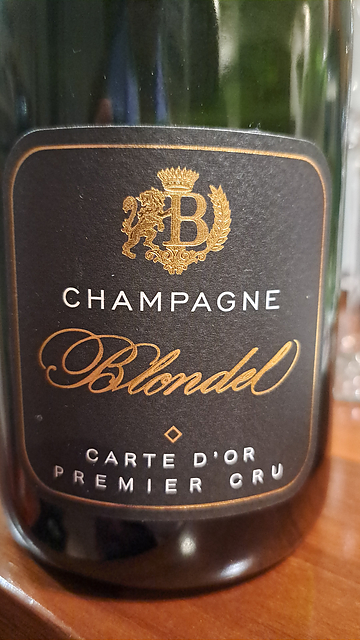 B
CHAMPAGNE
Blondel
CARTE D'OR
PREMIER CRU